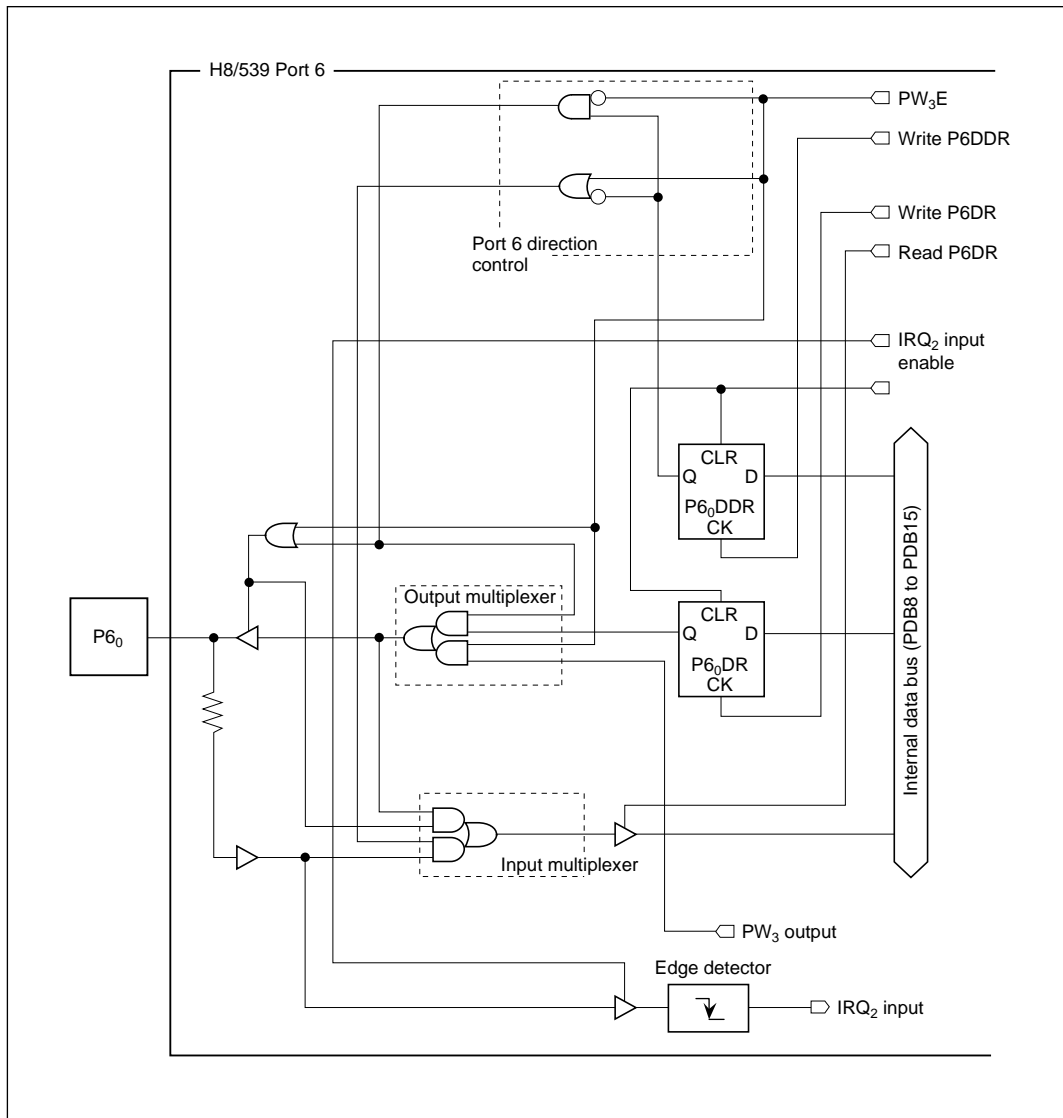 H8/539 Port 6
PW₃E
Write P6DDR
Write P6DR
Port 6 direction
control
Read P6DR
IRQ₂ input
enable
CLR
Q D
P6₀DDR
CK
Internal data bus (PDB8 to PDB15)
Output multiplexer
P6₀
CLR
Q D
P6₀DR
CK
Input multiplexer
PW₃ output
Edge detector
IRQ₂ input